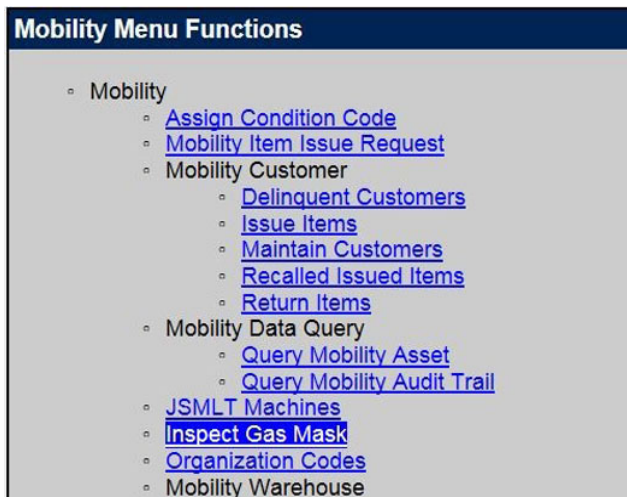 Mobility Menu Functions
Mobility
Assign Condition Code
Mobility Item Issue Request
Mobility Customer
Delinquent Customers
Issue Items
Maintain Customers
Recalled Issued Items
Return Items
Mobility Data Query
Query Mobility Asset
Query Mobility Audit Trail
JSMLT Machines
Inspect Gas Mask
Organization Codes
Mobility Warehouse